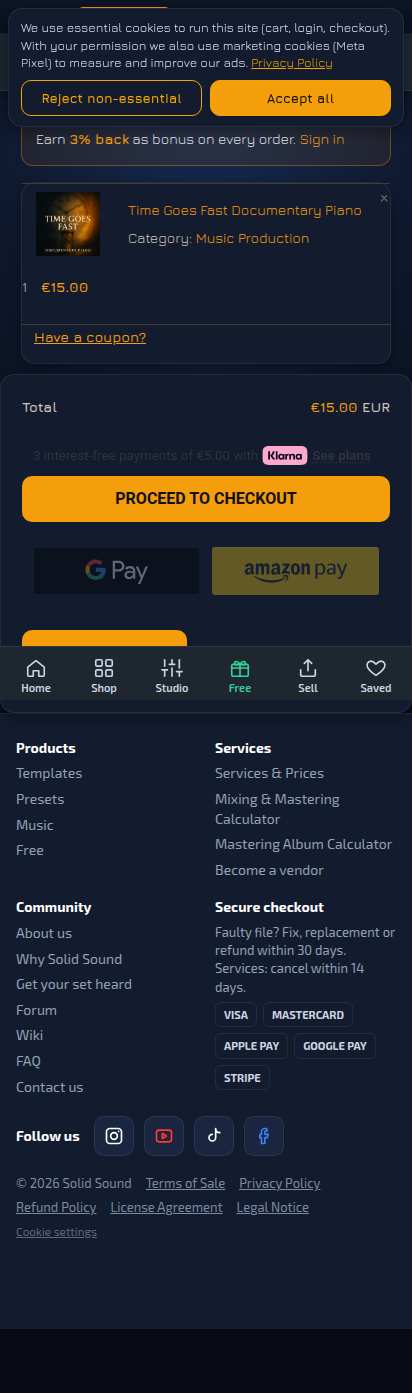 We use essential cookies to run this site (cart, login, checkout).
With your permission we also use marketing cookies (Meta
Pixel) to measure and improve our ads. Privacy Policy
Reject non-essential
Accept all
Earn 3% back as bonus on every order. Sign in
TIME GOES
FAST
DOCUMENTARY PIANO
Time Goes Fast Documentary Piano
×
Category: Music Production
1 €15.00
Have a coupon?
Total €15.00 EUR
3 interest-free payments of €5.00 with Klarna See plans
PROCEED TO CHECKOUT
G Pay
amazon pay
Home
Shop
Studio
Free
Sell
Saved
Products
Templates
Presets
Music
Free
Services
Services & Prices
Mixing & Mastering
Calculator
Mastering Album Calculator
Become a vendor
Community
About us
Why Solid Sound
Get your set heard
Forum
Wiki
FAQ
Contact us
Secure checkout
Faulty file? Fix, replacement or
refund within 30 days.
Services: cancel within 14
days.
VISA MASTERCARD
APPLE PAY GOOGLE PAY
STRIPE
Follow us
© 2026 Solid Sound Terms of Sale Privacy Policy
Refund Policy License Agreement Legal Notice
Cookie settings